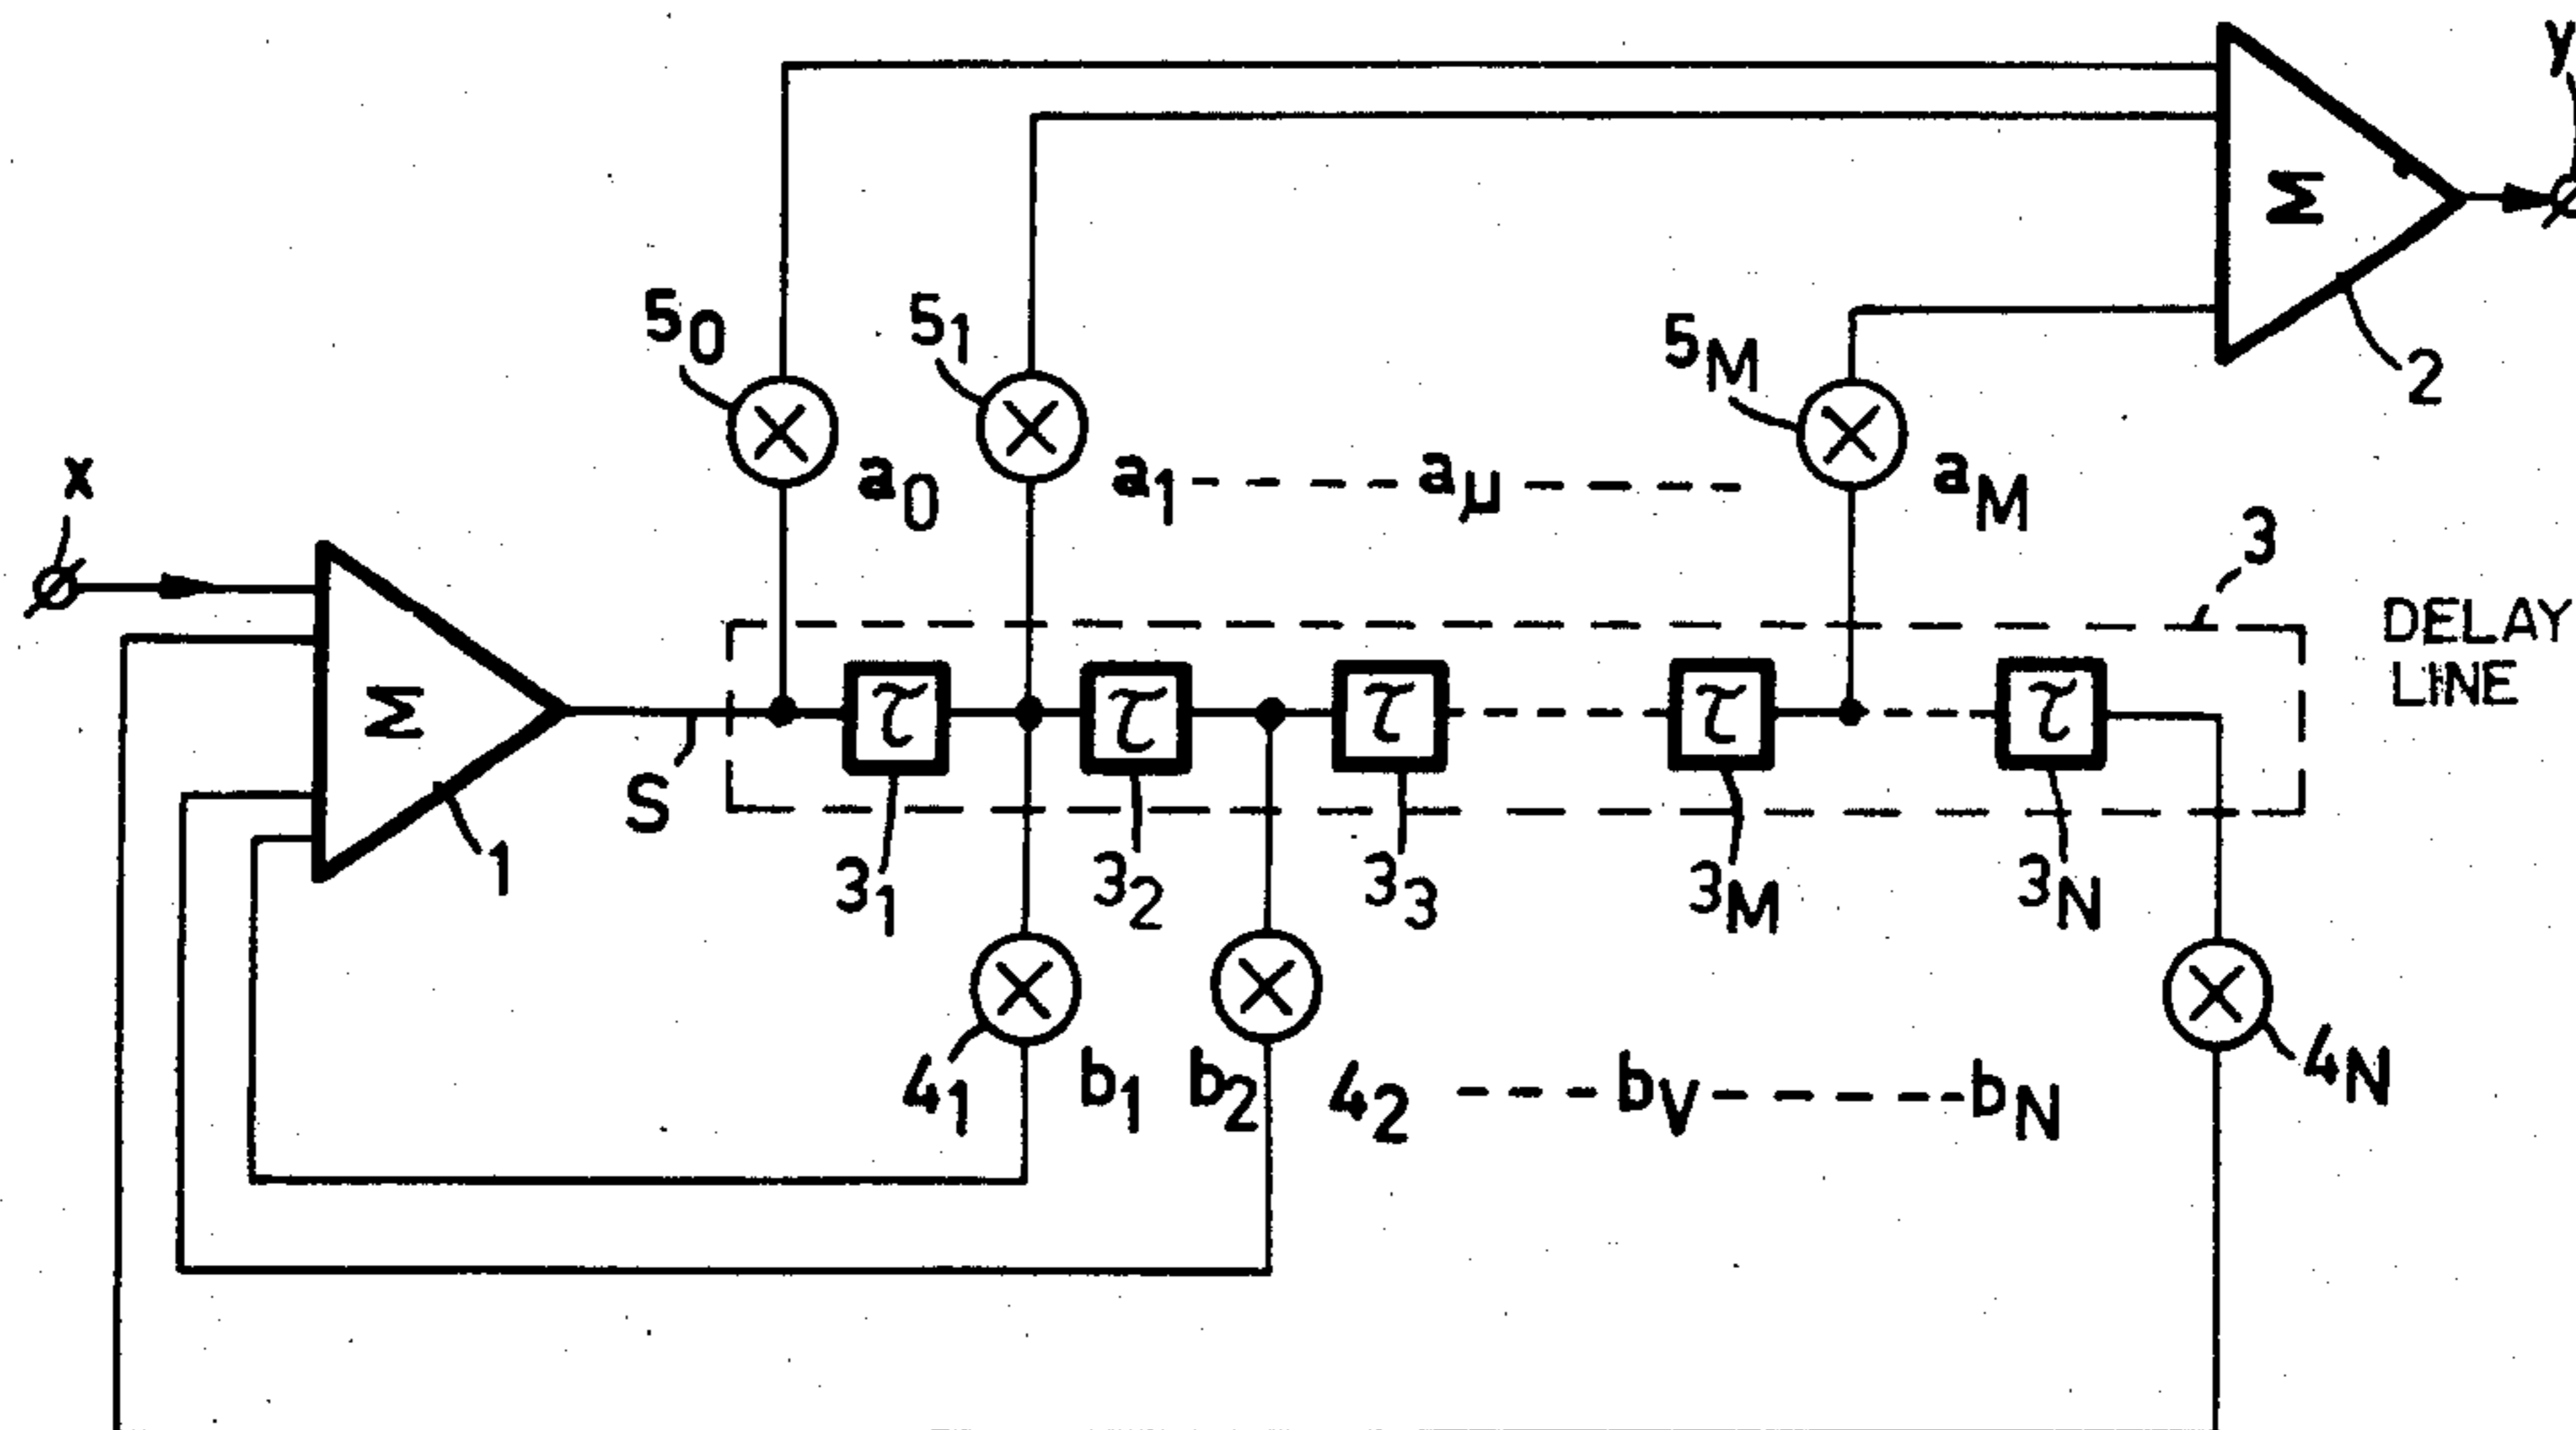 y
Σ
2
5₀
5₁
5M
a₀
a₁ - - - - aμ - - - - aM
x
3
DELAY
LINE
Σ
1
S
τ
τ
τ
τ
τ
3₁
3₂
3₃
3M
3N
4₁
b₁
b₂
4₂
- - - bν - - - - bN
4N